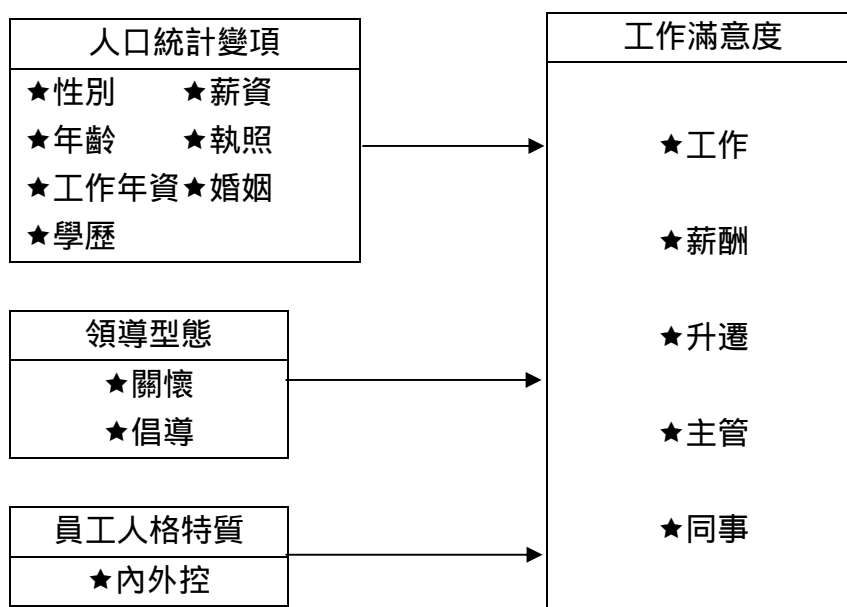 人口統計變項
★性別 ★薪資
★年齡 ★執照
★工作年資★婚姻
★學歷
領導型態
★關懷
★倡導
員工人格特質
★內外控
工作滿意度
★工作
★薪酬
★升遷
★主管
★同事